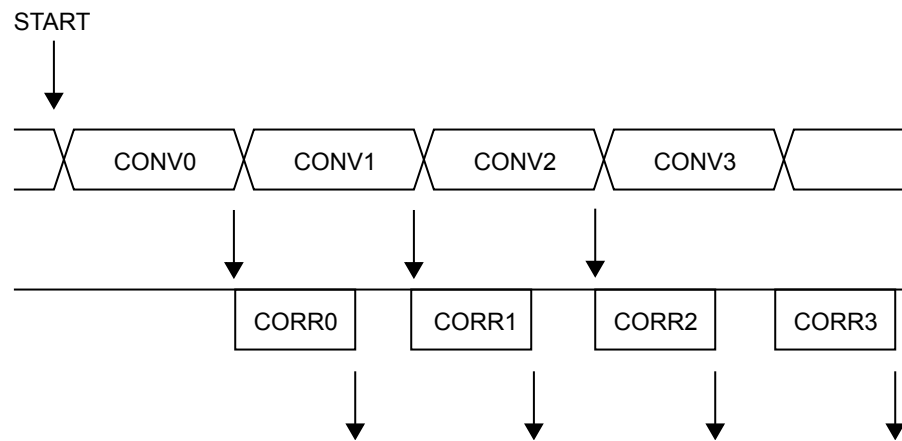 START
CONV0 CONV1 CONV2 CONV3
CORR0 CORR1 CORR2 CORR3